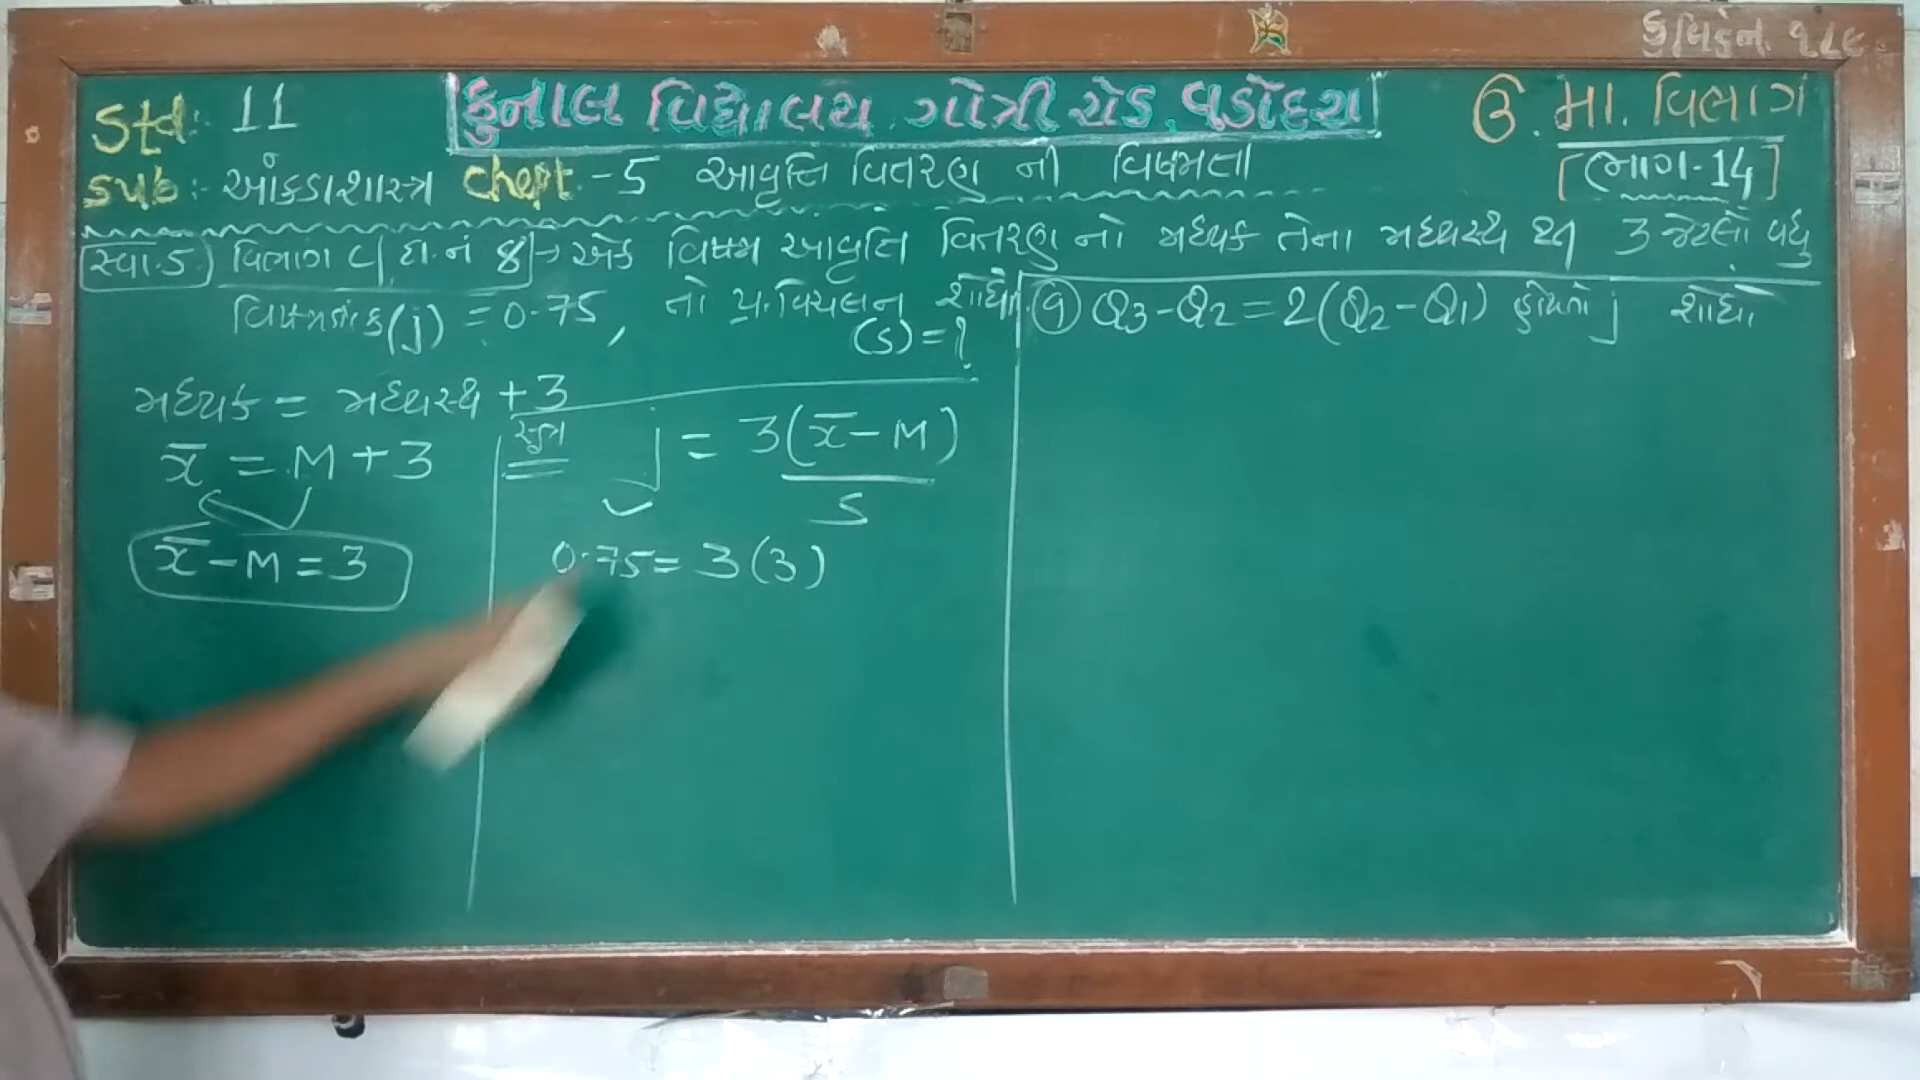 Std: 11
કુનાલ વિદ્યાલય ગોત્રી રોડ, વડોદરા
ઉ. મા. વિભાગ
[ભાગ-14]
Sub:- આંકડાશાસ્ત્ર Chept.-5 આવૃત્તિ વિતરણ ની વિષમતા
સ્વા.5.) વિભાગ દા.નં 8 → એક વિષમ આવૃત્તિ વિતરણ નો મધ્યક તેના મધ્યસ્થ થી 3 જેટલો વધુ
વિષમતાંક(j) = 0.75, તો પ્ર.વિચલન શોધો.
(s) = ?
મધ્યક = મધ્યસ્થ + 3
x̄ = M + 3
x̄ - M = 3
સૂત્ર j = 3(x̄ - M)
s
0.75 = 3(3)
૧ Q3 - Q2 = 2(Q2 - Q1) હોયતો j શોધો